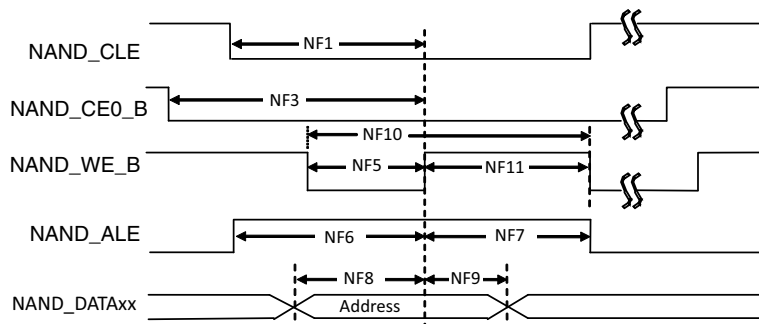 NF1
NAND_CLE
NAND_CE0_B
NF3
NF10
NAND_WE_B
NF5
NF11
NAND_ALE
NF6
NF7
NF8
NF9
NAND_DATAxx
Address